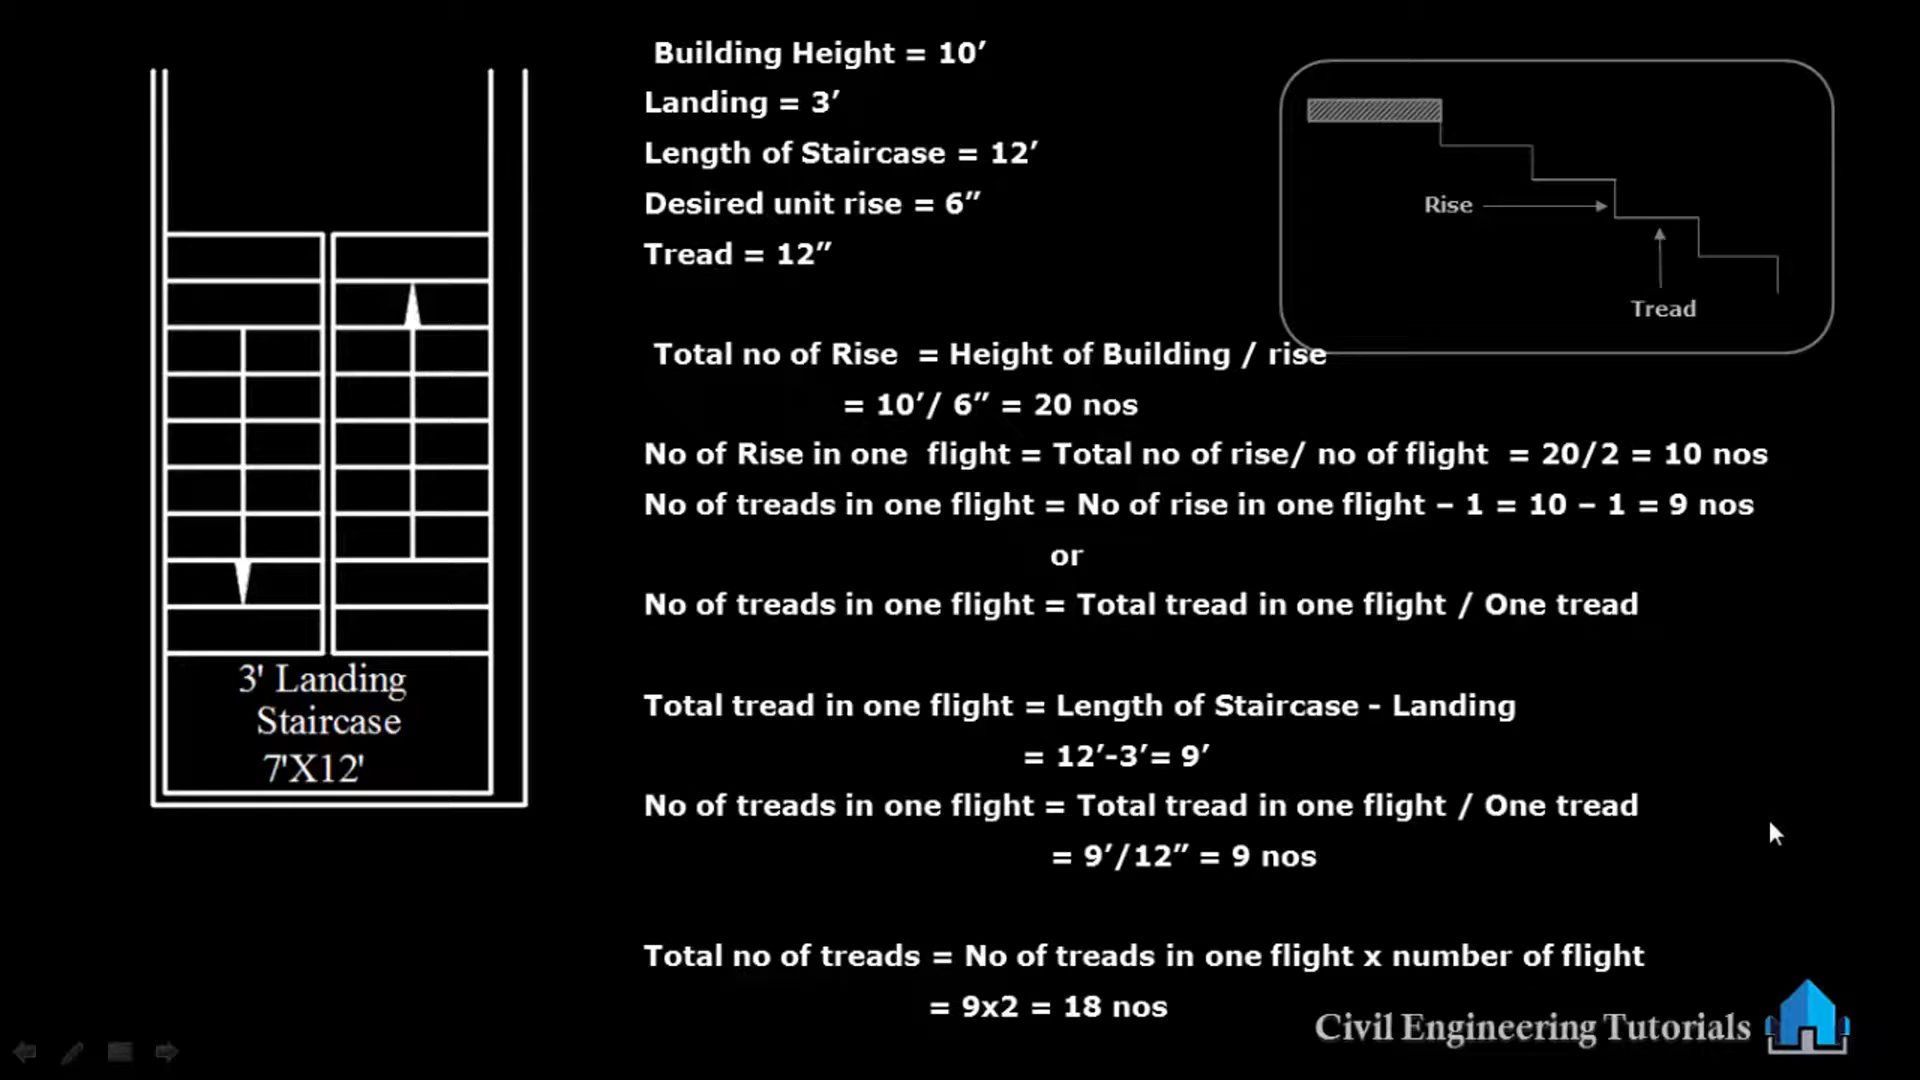 Building Height = 10’
Landing = 3’
Length of Staircase = 12’
Desired unit rise = 6”
Tread = 12”
Rise
Tread
Total no of Rise = Height of Building / rise
= 10’/ 6” = 20 nos
No of Rise in one flight = Total no of rise/ no of flight = 20/2 = 10 nos
No of treads in one flight = No of rise in one flight – 1 = 10 – 1 = 9 nos
or
No of treads in one flight = Total tread in one flight / One tread
Total tread in one flight = Length of Staircase - Landing
= 12’-3’= 9’
No of treads in one flight = Total tread in one flight / One tread
= 9’/12” = 9 nos
Total no of treads = No of treads in one flight x number of flight
= 9x2 = 18 nos
3' Landing
Staircase
7'X12'
Civil Engineering Tutorials